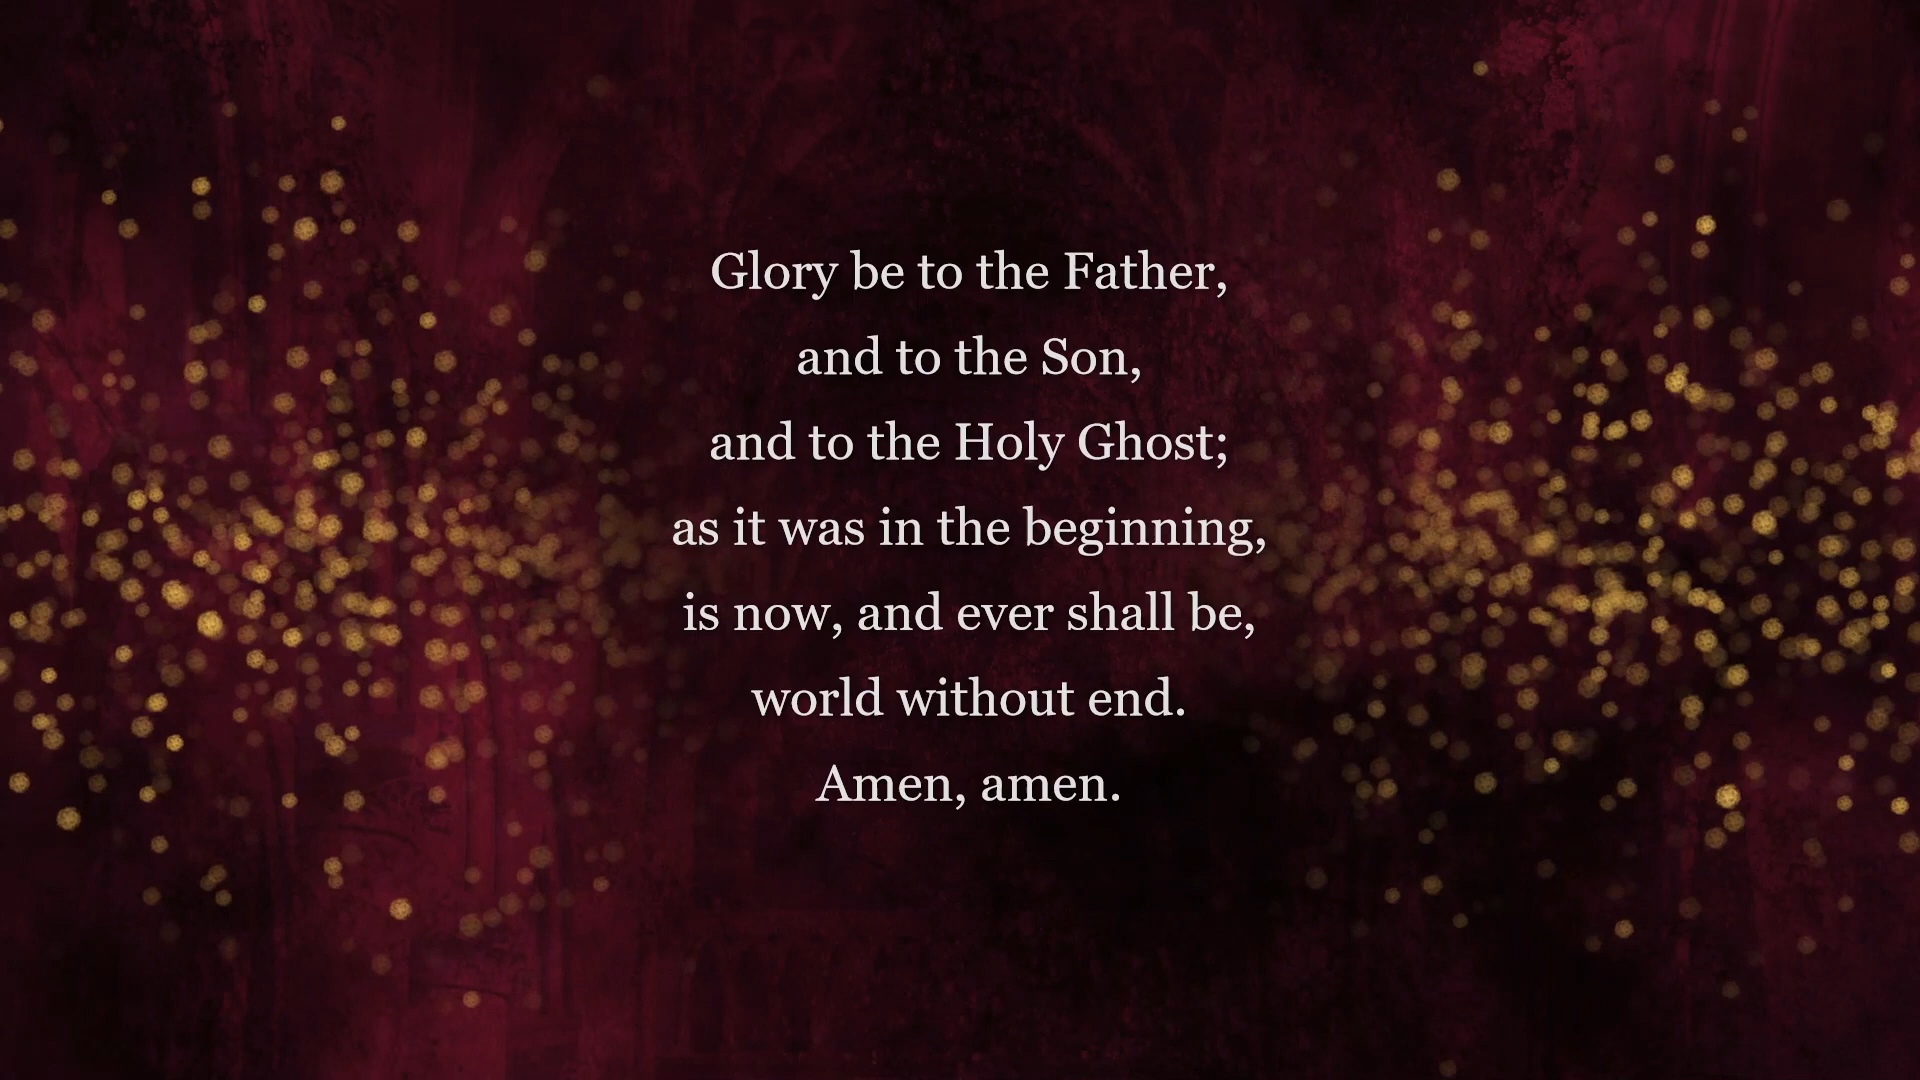 Glory be to the Father,
and to the Son,
and to the Holy Ghost;
as it was in the beginning,
is now, and ever shall be,
world without end.
Amen, amen.